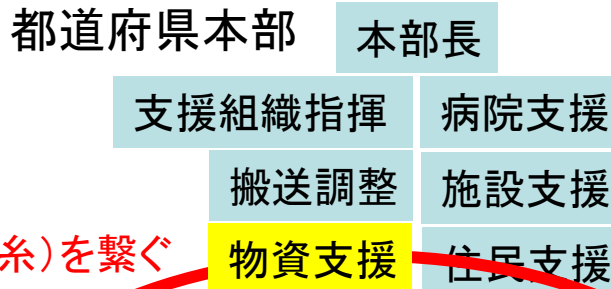 都道府県本部 本部長
支援組織指揮 病院支援
搬送調整 施設支援
糸)を繋ぐ 物資支援 住民支援